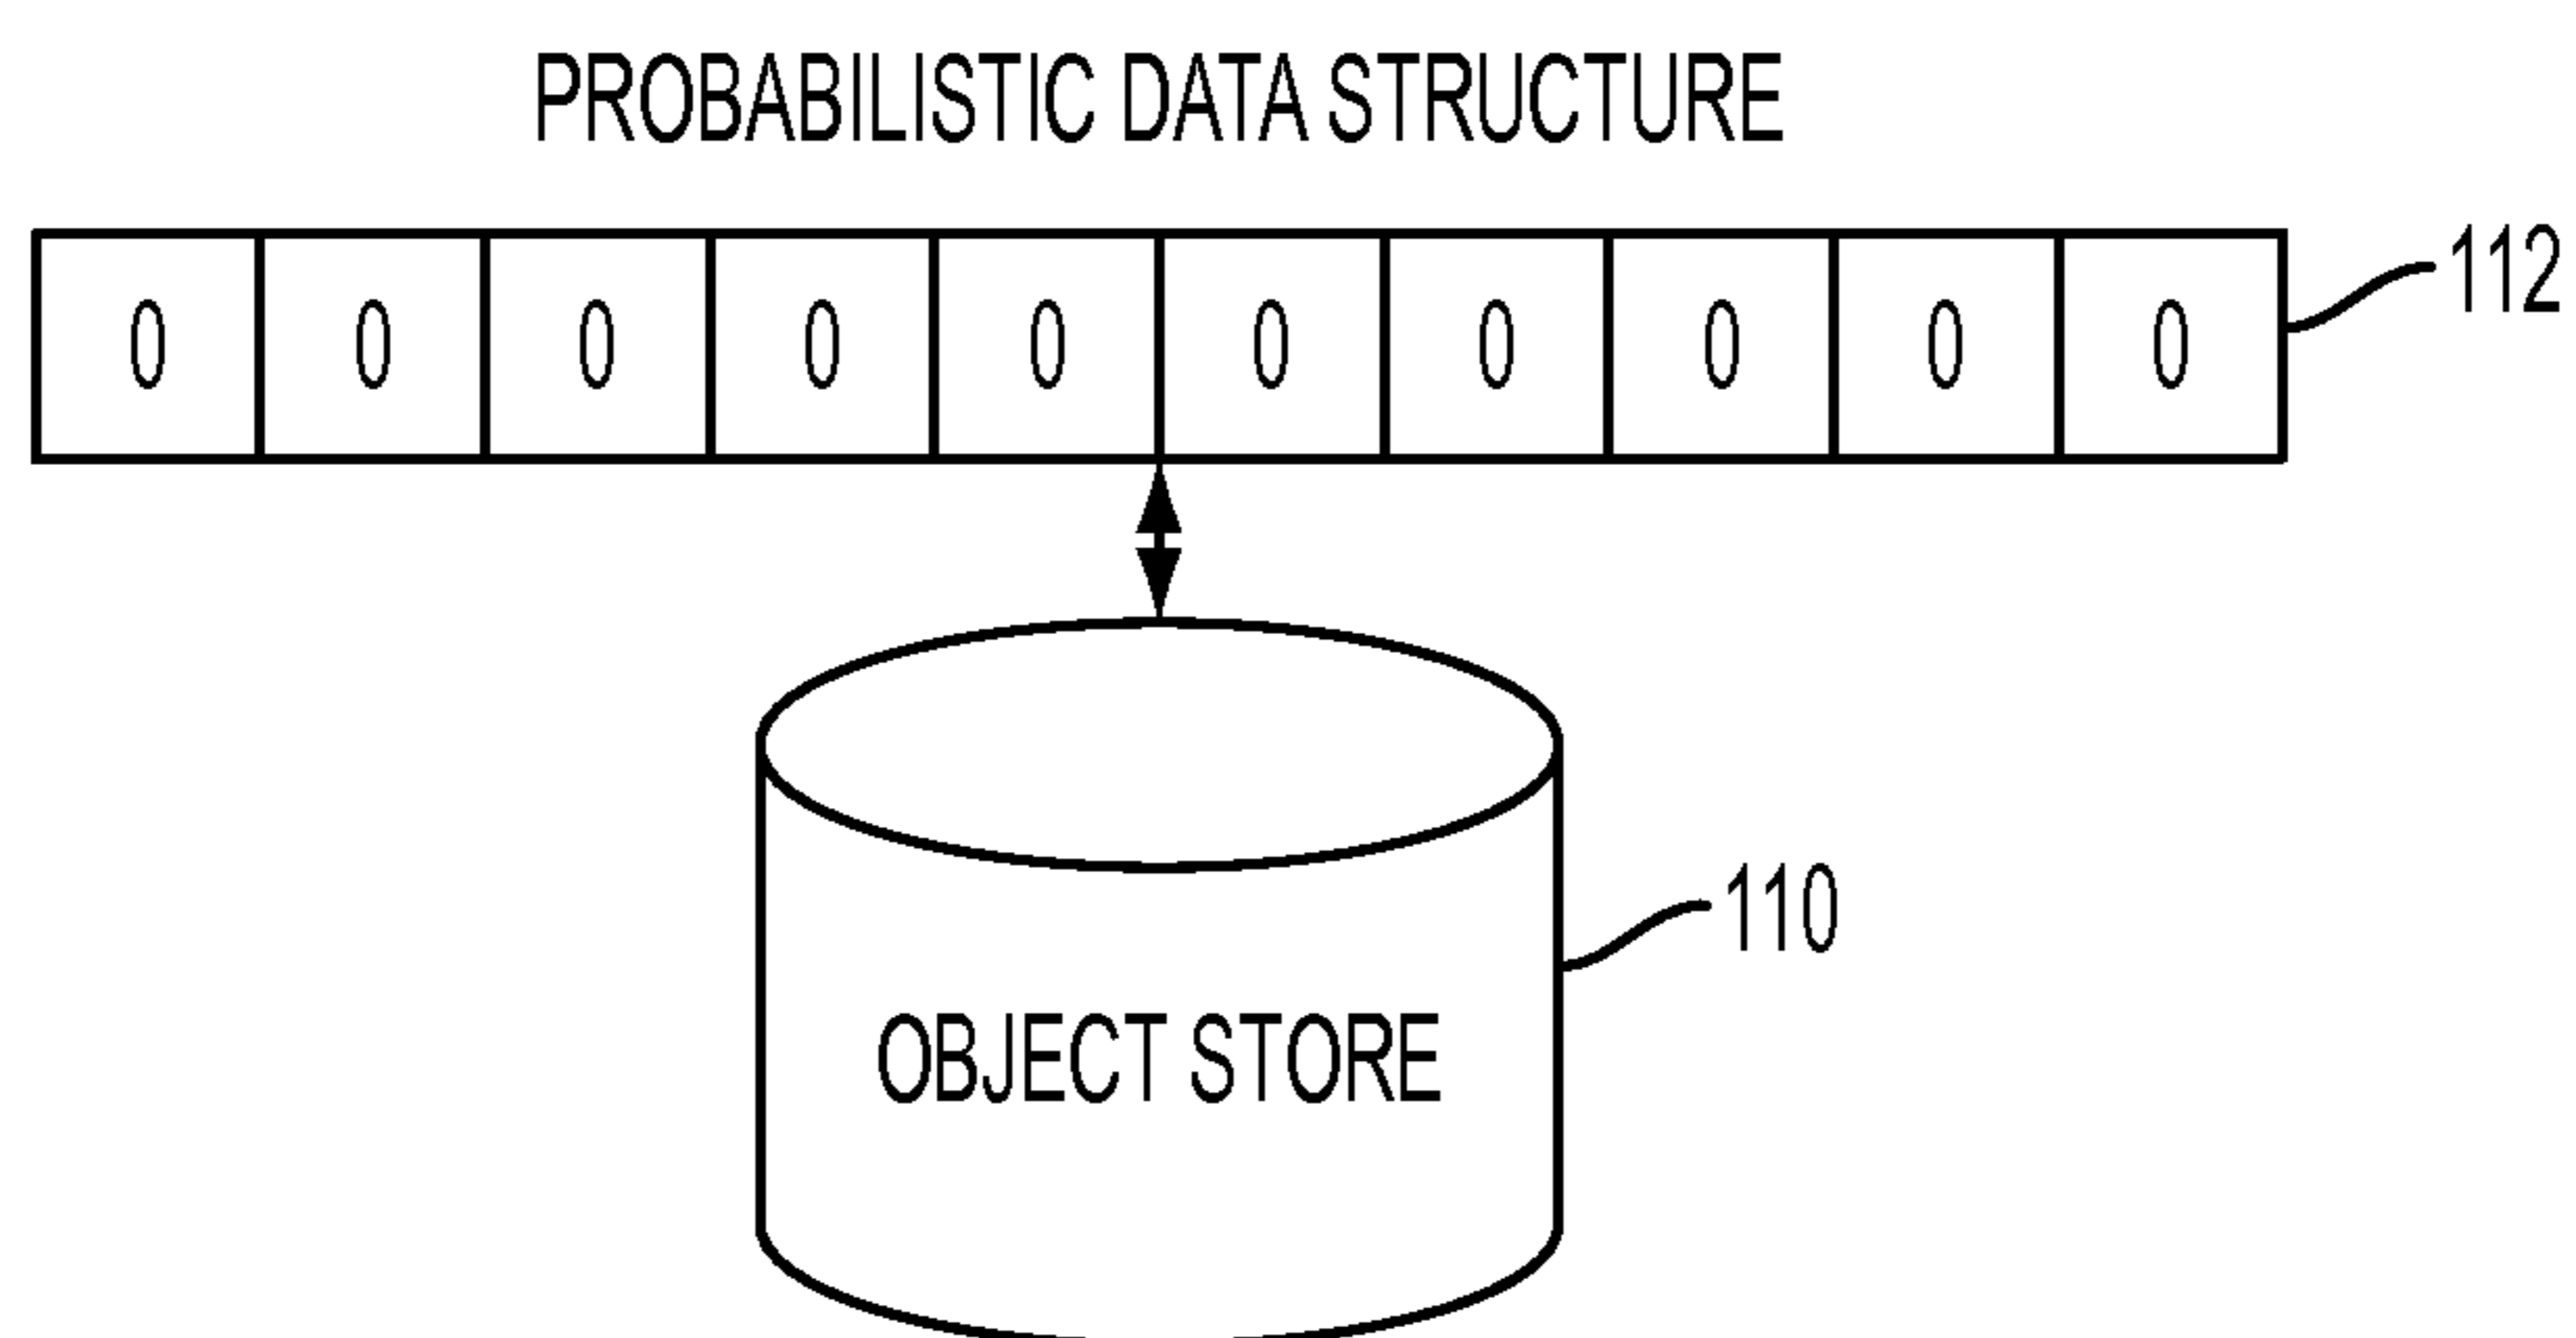 PROBABILISTIC DATA STRUCTURE
0 0 0 0 0 0 0 0 0 0
112
110
OBJECT STORE